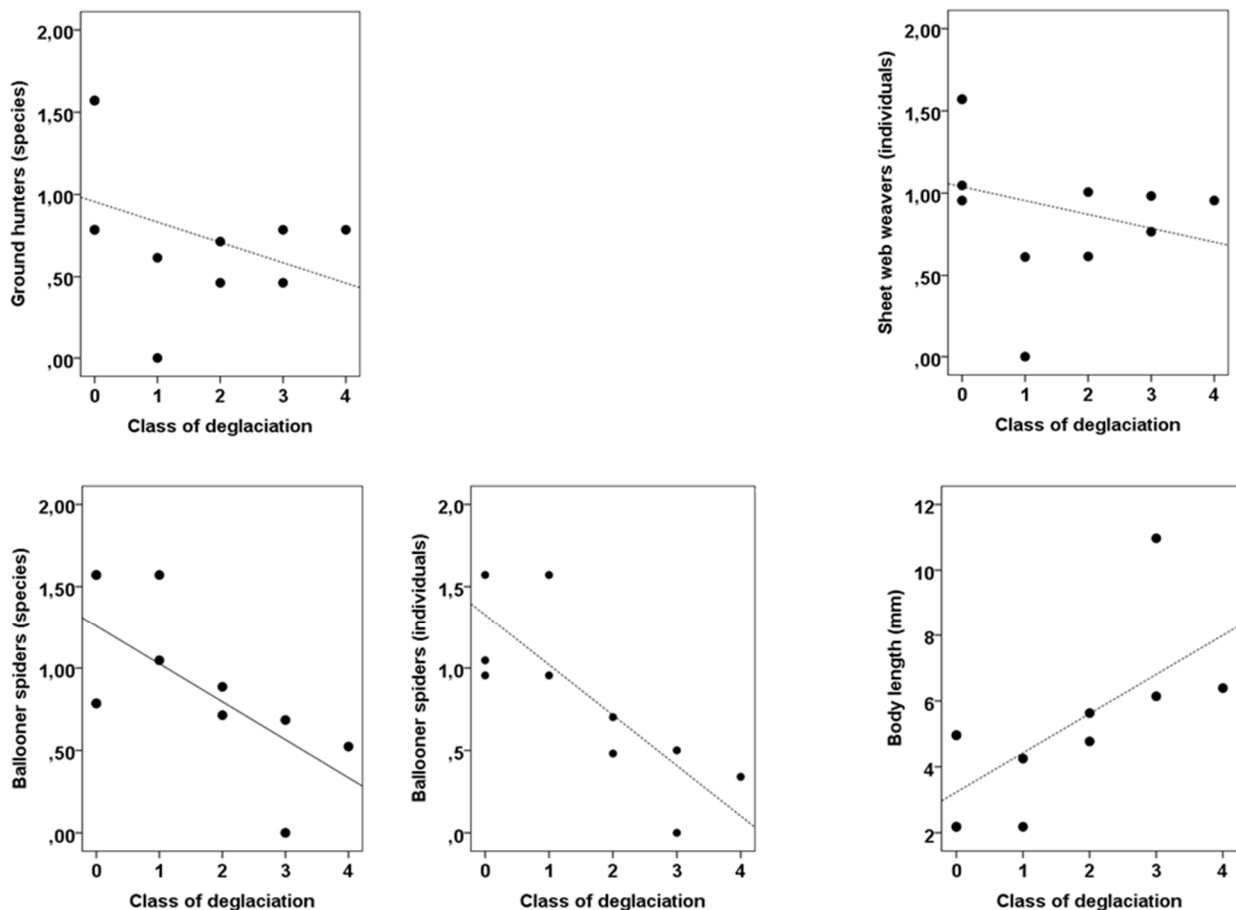 Ground hunters (species)
2,00
1,50
1,00
,50
,00
0 1 2 3 4
Class of deglaciation
Sheet web weavers (individuals)
2,00
1,50
1,00
,50
,00
0 1 2 3 4
Class of deglaciation
Ballooner spiders (species)
2,00
1,50
1,00
,50
,00
0 1 2 3 4
Class of deglaciation
Ballooner spiders (individuals)
2,0
1,5
1,0
,5
,0
0 1 2 3 4
Class of deglaciation
Body length (mm)
12
10
8
6
4
2
0 1 2 3 4
Class of deglaciation